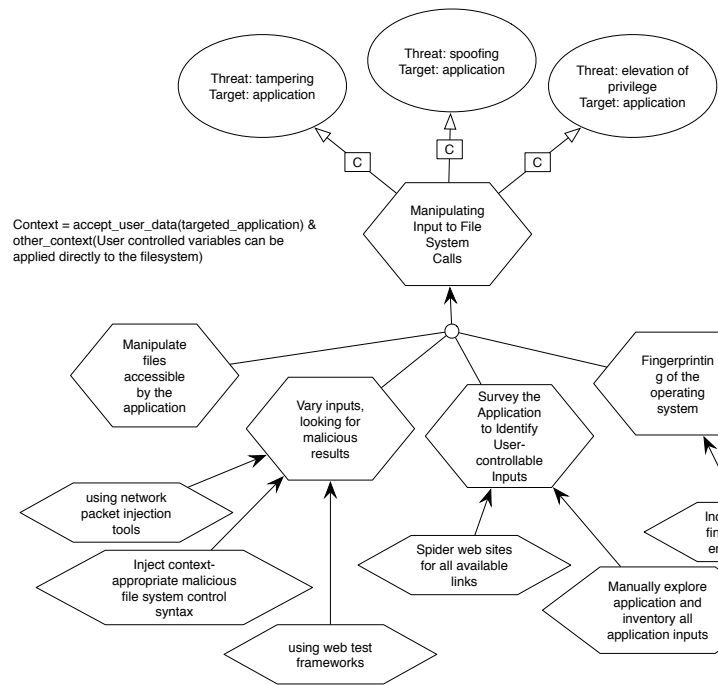 Threat: spoofing
Target: application
Threat: tampering
Target: application
Threat: elevation of
privilege
Target: application
C
C
C
Manipulating
Input to File
System
Calls
Context = accept_user_data(targeted_application) &
other_context(User controlled variables can be
applied directly to the filesystem)
Manipulate
files
accessible
by the
application
Vary inputs,
looking for
malicious
results
Survey the
Application
to Identify
User-
controllable
Inputs
Fingerprintin
g of the
operating
system
using network
packet injection
tools
Inject context-
appropriate malicious
file system control
syntax
using web test
frameworks
Spider web sites
for all available
links
Manually explore
application and
inventory all
application inputs